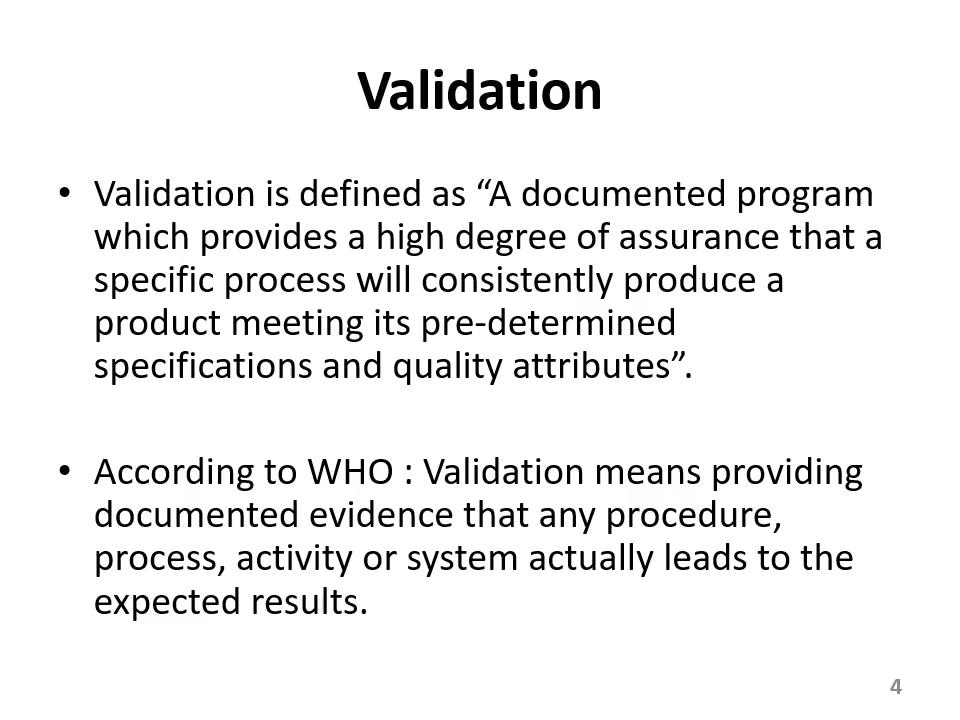 Validation
• Validation is defined as “A documented program
which provides a high degree of assurance that a
specific process will consistently produce a
product meeting its pre-determined
specifications and quality attributes”.
• According to WHO : Validation means providing
documented evidence that any procedure,
process, activity or system actually leads to the
expected results.
4